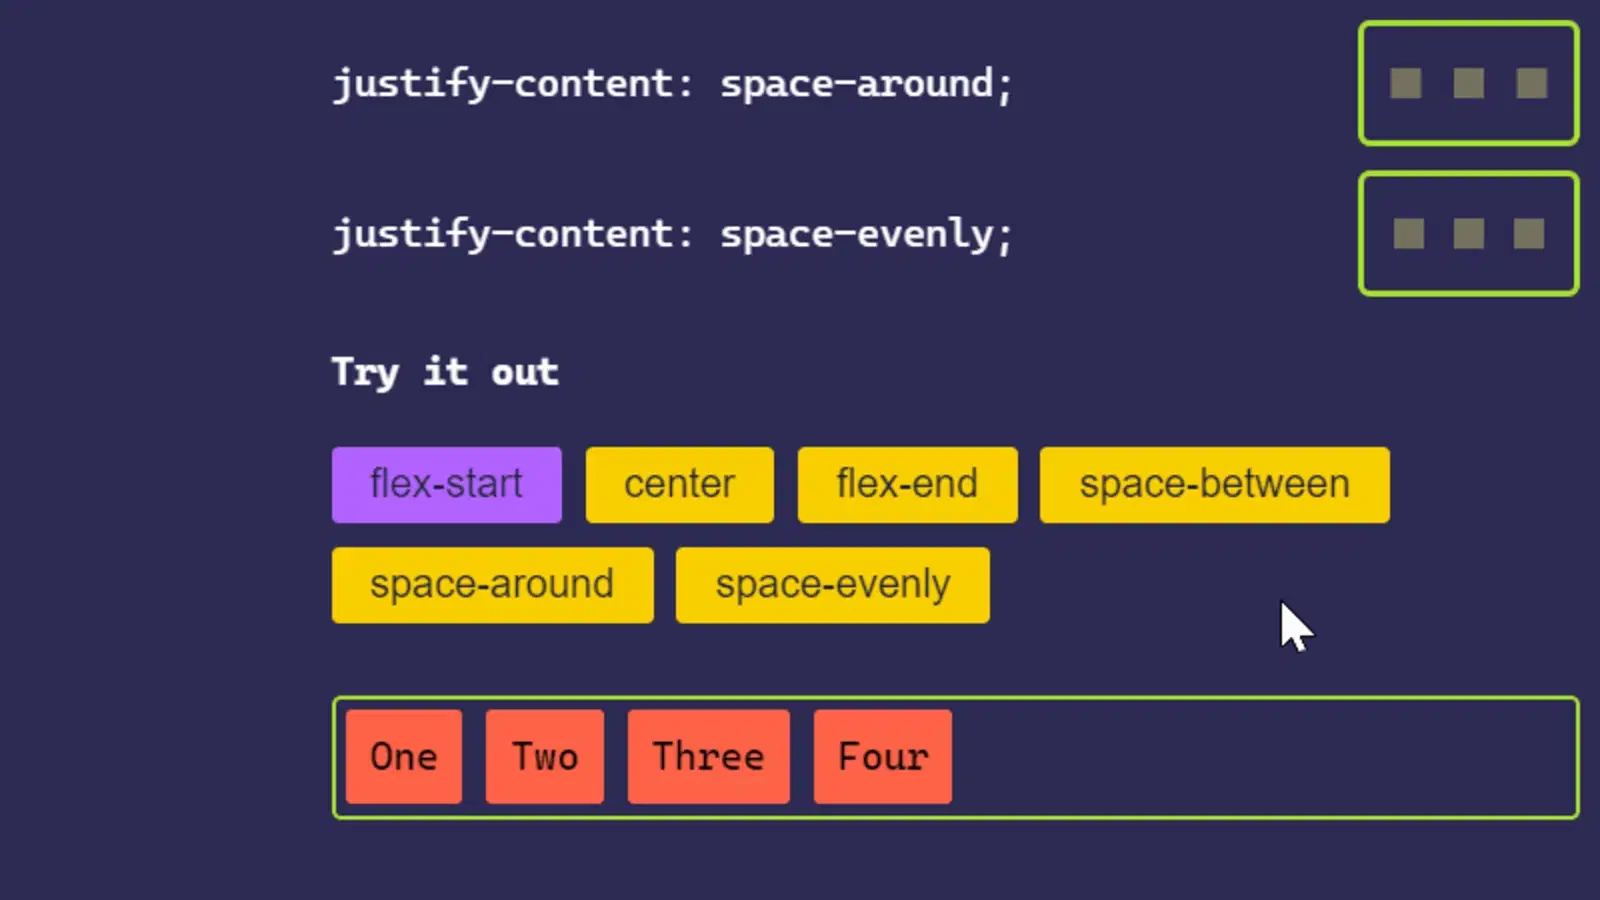 justify-content: space-around;
justify-content: space-evenly;
Try it out
flex-start center flex-end space-between
space-around space-evenly
One Two Three Four